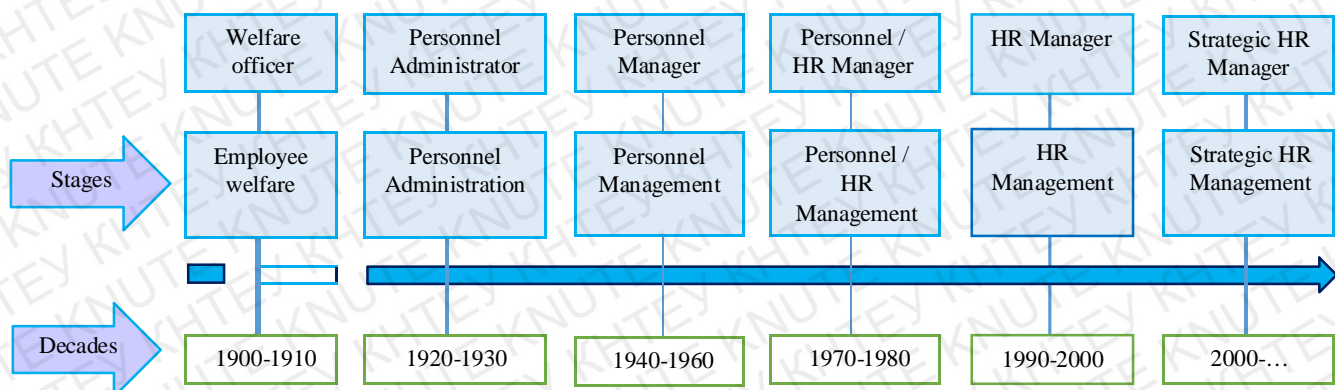 Welfare
officer
Personnel
Administrator
Personnel
Manager
Personnel /
HR Manager
HR Manager
Strategic HR
Manager
Stages
Employee
welfare
Personnel
Administration
Personnel
Management
Personnel /
HR
Management
HR
Management
Strategic HR
Management
Decades
1900-1910
1920-1930
1940-1960
1970-1980
1990-2000
2000-…